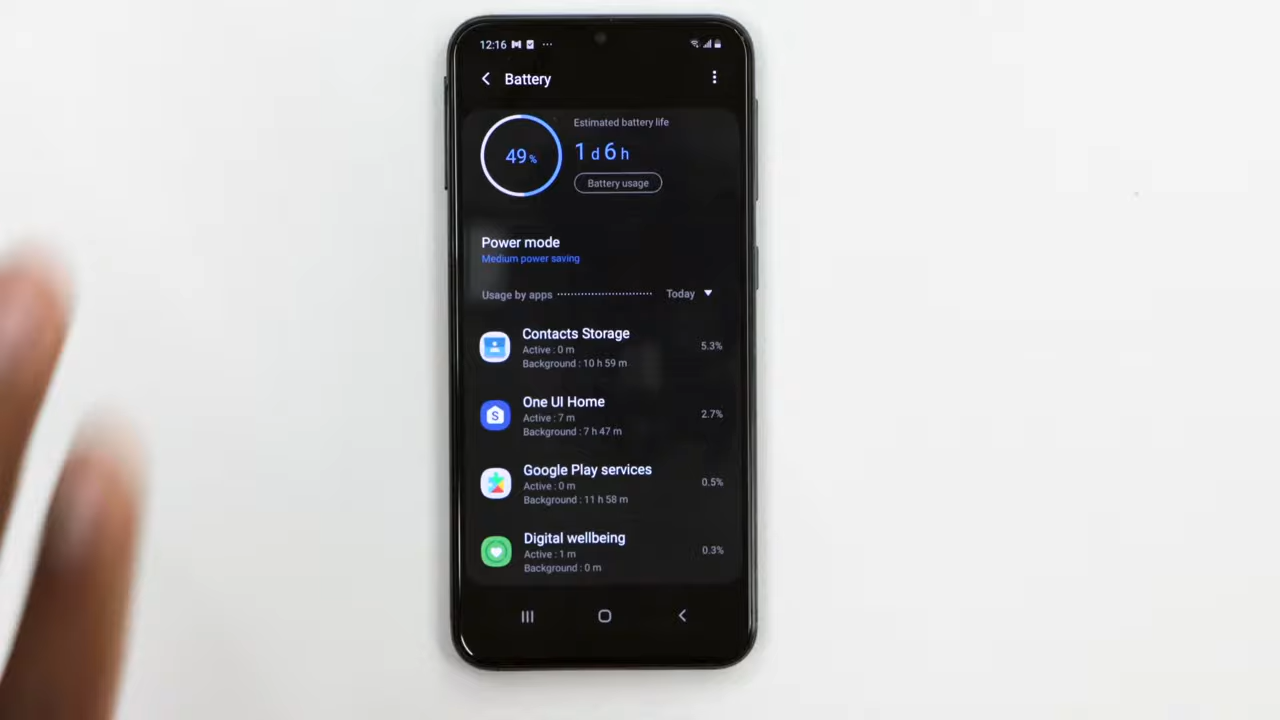 12:16
Battery
49%
Estimated battery life
1 d 6 h
Battery usage
Power mode
Medium power saving
Usage by apps
Today
Contacts Storage
Active : 0 m
Background : 10 h 59 m
5.3%
One UI Home
Active : 7 m
Background : 7 h 47 m
2.7%
S
Google Play services
Active : 0 m
Background : 11 h 58 m
0.5%
Digital wellbeing
Active : 1 m
Background : 0 m
0.3%